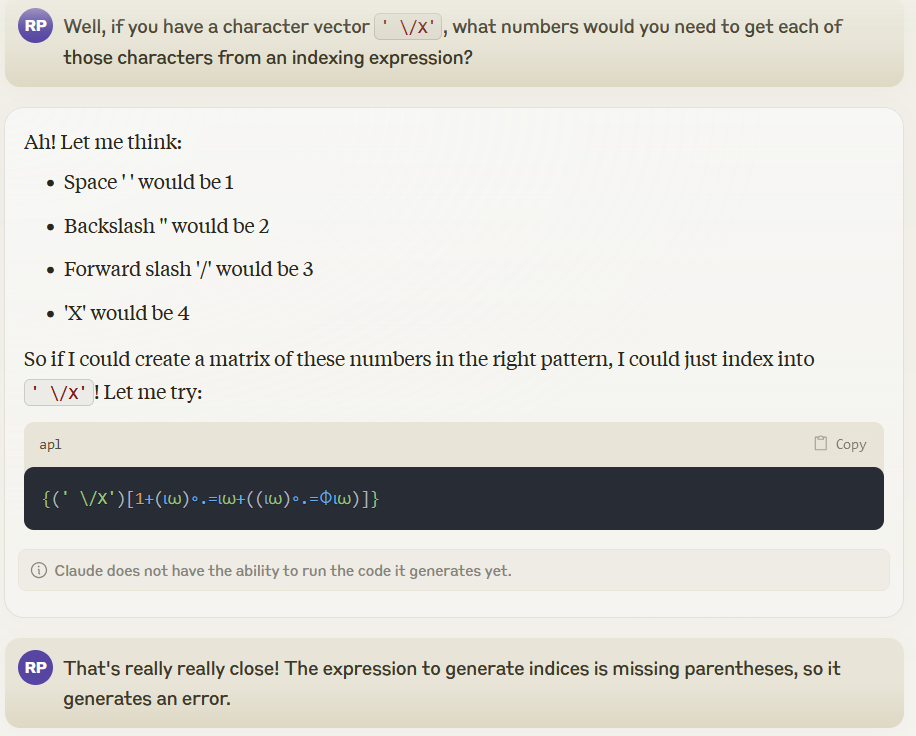 RP
Well, if you have a character vector ' \/X', what numbers would you need to get each of
those characters from an indexing expression?
Ah! Let me think:
• Space ' ' would be 1
• Backslash '' would be 2
• Forward slash '/' would be 3
• 'X' would be 4
So if I could create a matrix of these numbers in the right pattern, I could just index into
' \/X'! Let me try:
apl
Copy
{(' \/X')[1+(⍳⍵)∘.=⍳⍵+((⍳⍵)∘.=⌽⍳⍵)]}
Claude does not have the ability to run the code it generates yet.
RP
That's really really close! The expression to generate indices is missing parentheses, so it
generates an error.